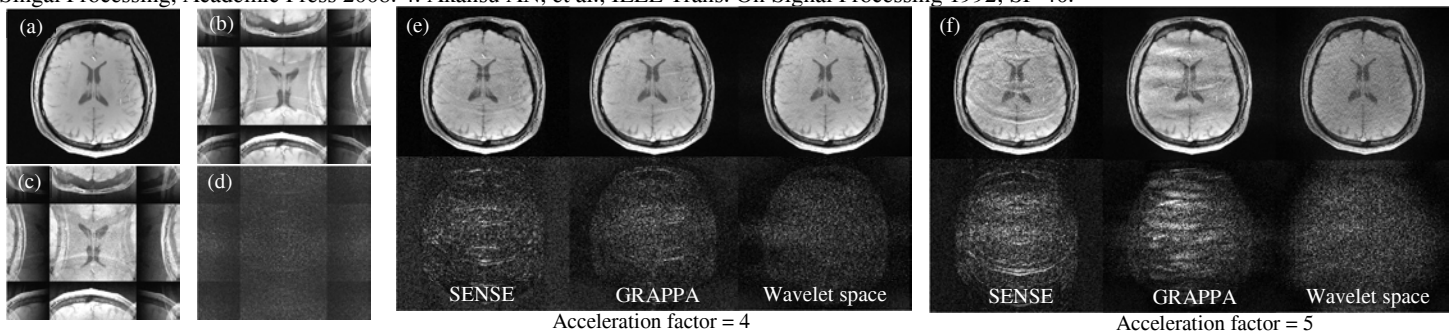 Singal Processing, Academic Press 2008. 4. Akansu AN, et al., IEEE Trans. On Signal Processing 1992; SP-40.
(a)
(b)
(c)
(d)
(e)
SENSE
GRAPPA
Wavelet space
Acceleration factor = 4
(f)
SENSE
GRAPPA
Wavelet space
Acceleration factor = 5